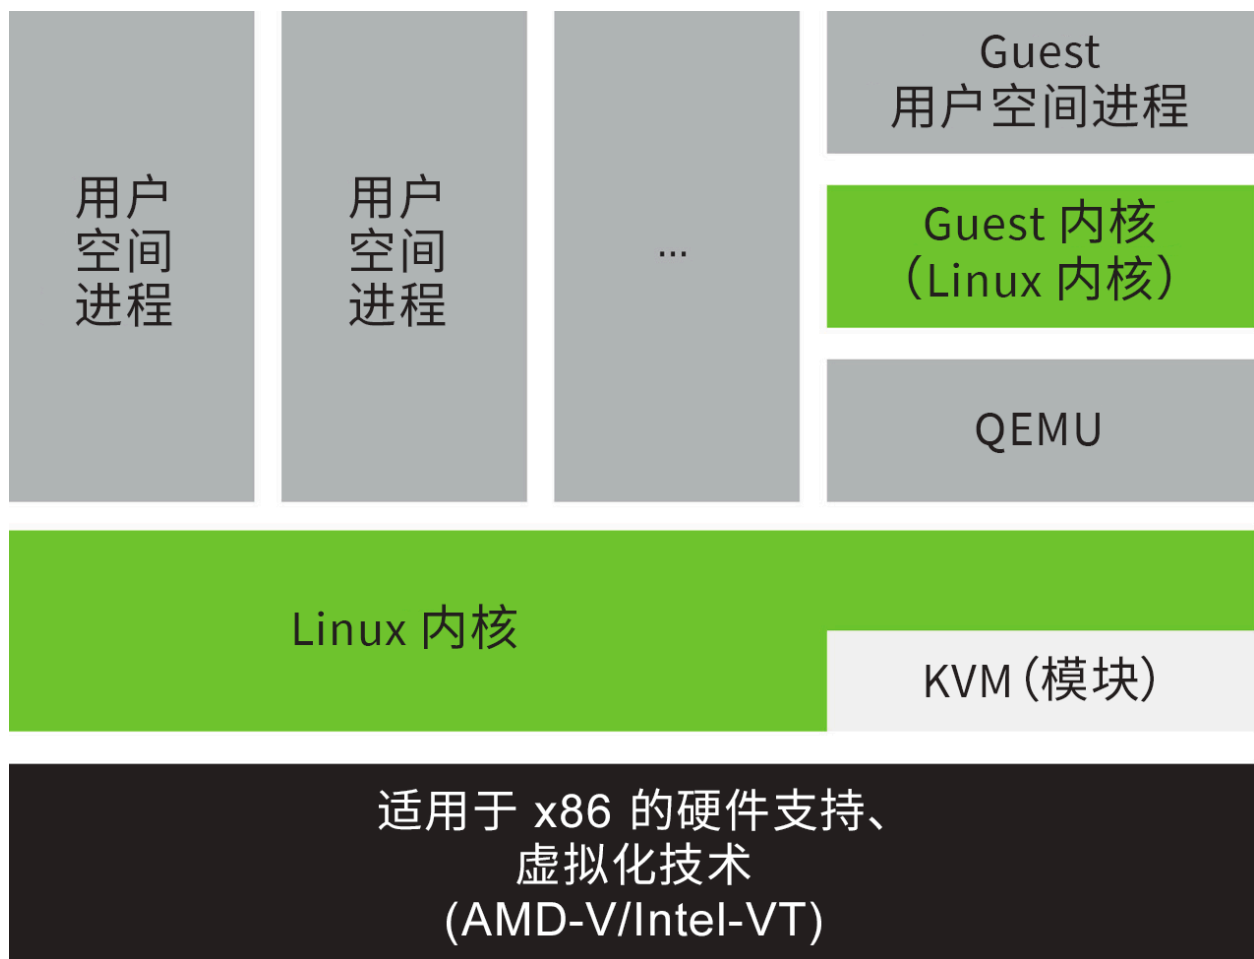 用户
空间
进程
用户
空间
进程
...
Guest
用户空间进程
Guest 内核
（Linux 内核）
QEMU
Linux 内核
KVM（模块）
适用于 x86 的硬件支持、
虚拟化技术
(AMD-V/Intel-VT)